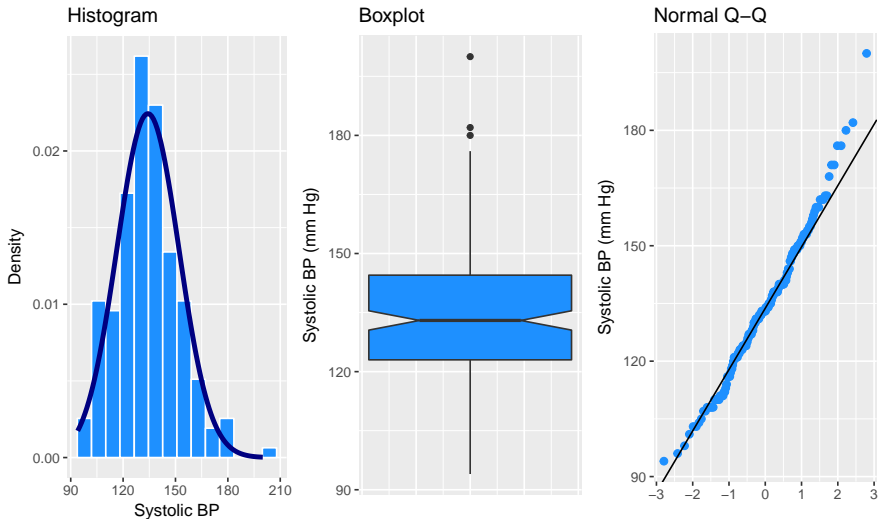 Histogram
Density
0.02
0.01
0.00
90 120 150 180 210
Systolic BP
Boxplot
Systolic BP (mm Hg)
180
150
120
90
Normal Q−Q
Systolic BP (mm Hg)
180
150
120
90
−3 −2 −1 0 1 2 3